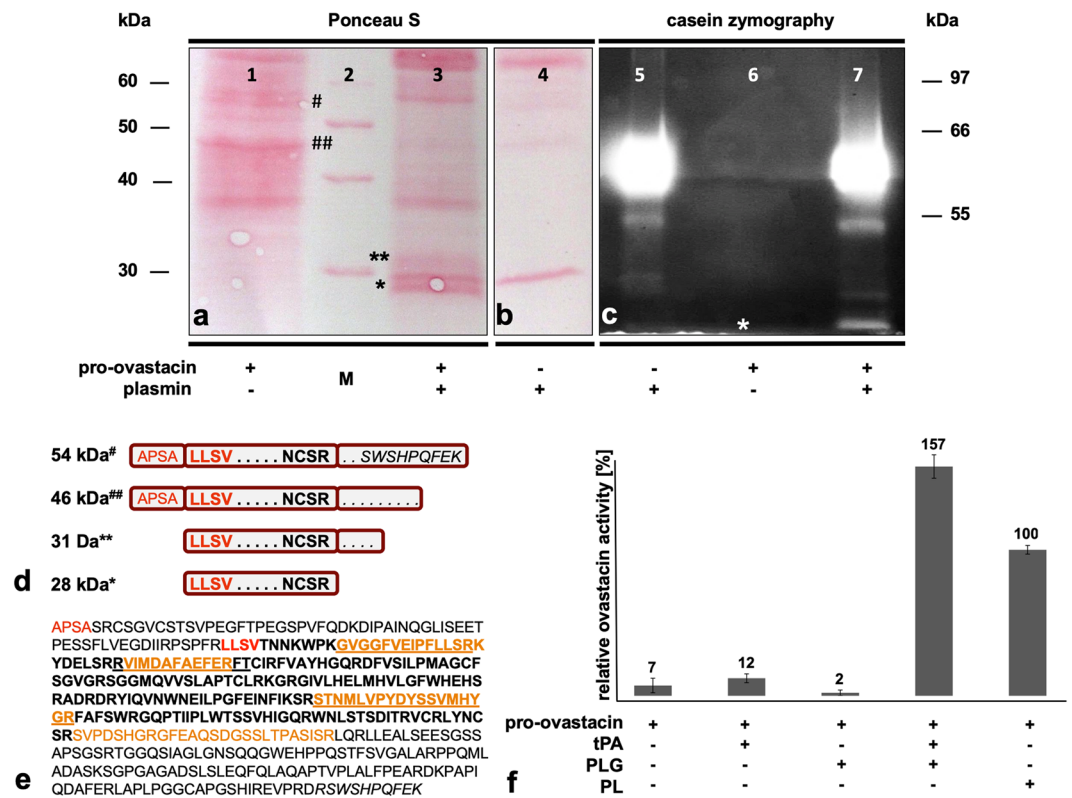 kDa Ponceau S casein zymography kDa
1 2 3 4 5 6 7
60 — — 97
#
50 — — 66
##
40 —
— 55
**
30 —
*
a b c *
pro-ovastacin + M + - - + +
plasmin - + + + - +
54 kDa# APSA LLSV.....NCSR ..SWSHPQFEK
46 kDa## APSA LLSV.....NCSR .........
31 Da** LLSV.....NCSR ....
d 28 kDa* LLSV.....NCSR
APSASRCSGVCSTSVPEGFTPEGSPVFQDKDIPAINQGLISEET
PESSFLVEGDIIRPSPFRLLSVTNNKWPKGVGGFVEIPFLLSRK
YDELSRRVIMDAFAEFERFTCIRFVAYHGQRDFVSILPMAGCF
SGVGRSGGMQVVSLAPTCLRKGRGIVLHELMHVLGFWHEHS
RADRDRYIQVNWNEILPGFEINFIKSRSTNMLVPYDYSSVMHY
GRFAFSWRGQPTIIPLWTSSVHIGQRWNLSTSDITRVCRLYNC
SRSVPDSHGRGFEAQSDGSSLTPASISRLQRLLEALSEESGSS
APSGSRTGGQSIAGLGNSQQGWEHPPQSTFSVGALARPPQML
ADASKSGPGAGADSLSLEQFQLAQAPTVPLALFPEARDKPAPI
e QDAFERLAPLPGGCAPGSHIREVPRDRSWSHPQFEK
relative ovastacin activity [%]
7 12 2 157 100
pro-ovastacin + + + + +
tPA - + - + -
PLG - - + + -
f PL - - - - +